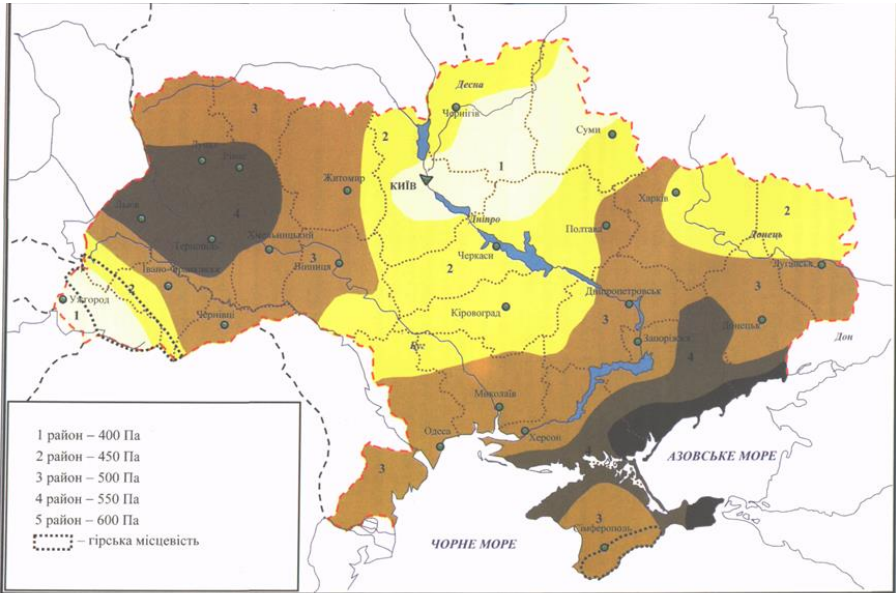 Десна
Чернігів
3
2
Суми
Луцьк
Рівне
1
Житомир
КИЇВ
Харків
Львів
4
Дніпро
2
Тернопіль
Хмельницький
Полтава
Донець
3
Вінниця
Черкаси
Луганськ
Івано-Франківськ
2
2
3
Ужгород
Дніпропетровськ
Кіровоград
1
3
Чернівці
Донецьк
Запоріжжя
Дон
Буг
4
Миколаїв
Одеса
Херсон
4
АЗОВСЬКЕ МОРЕ
3
3
Сімферополь
ЧОРНЕ МОРЕ
1 район – 400 Па
2 район – 450 Па
3 район – 500 Па
4 район – 550 Па
5 район – 600 Па
– гірська місцевість